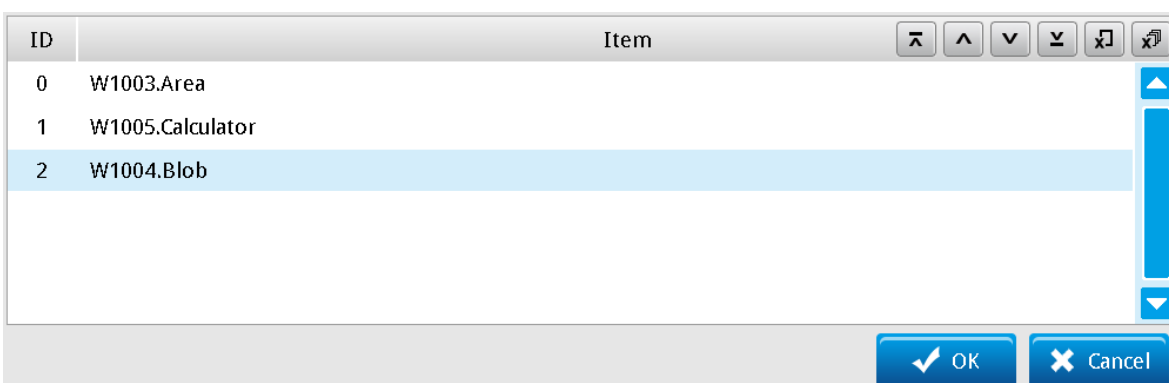 ID Item
0 W1003.Area
1 W1005.Calculator
2 W1004.Blob
OK Cancel